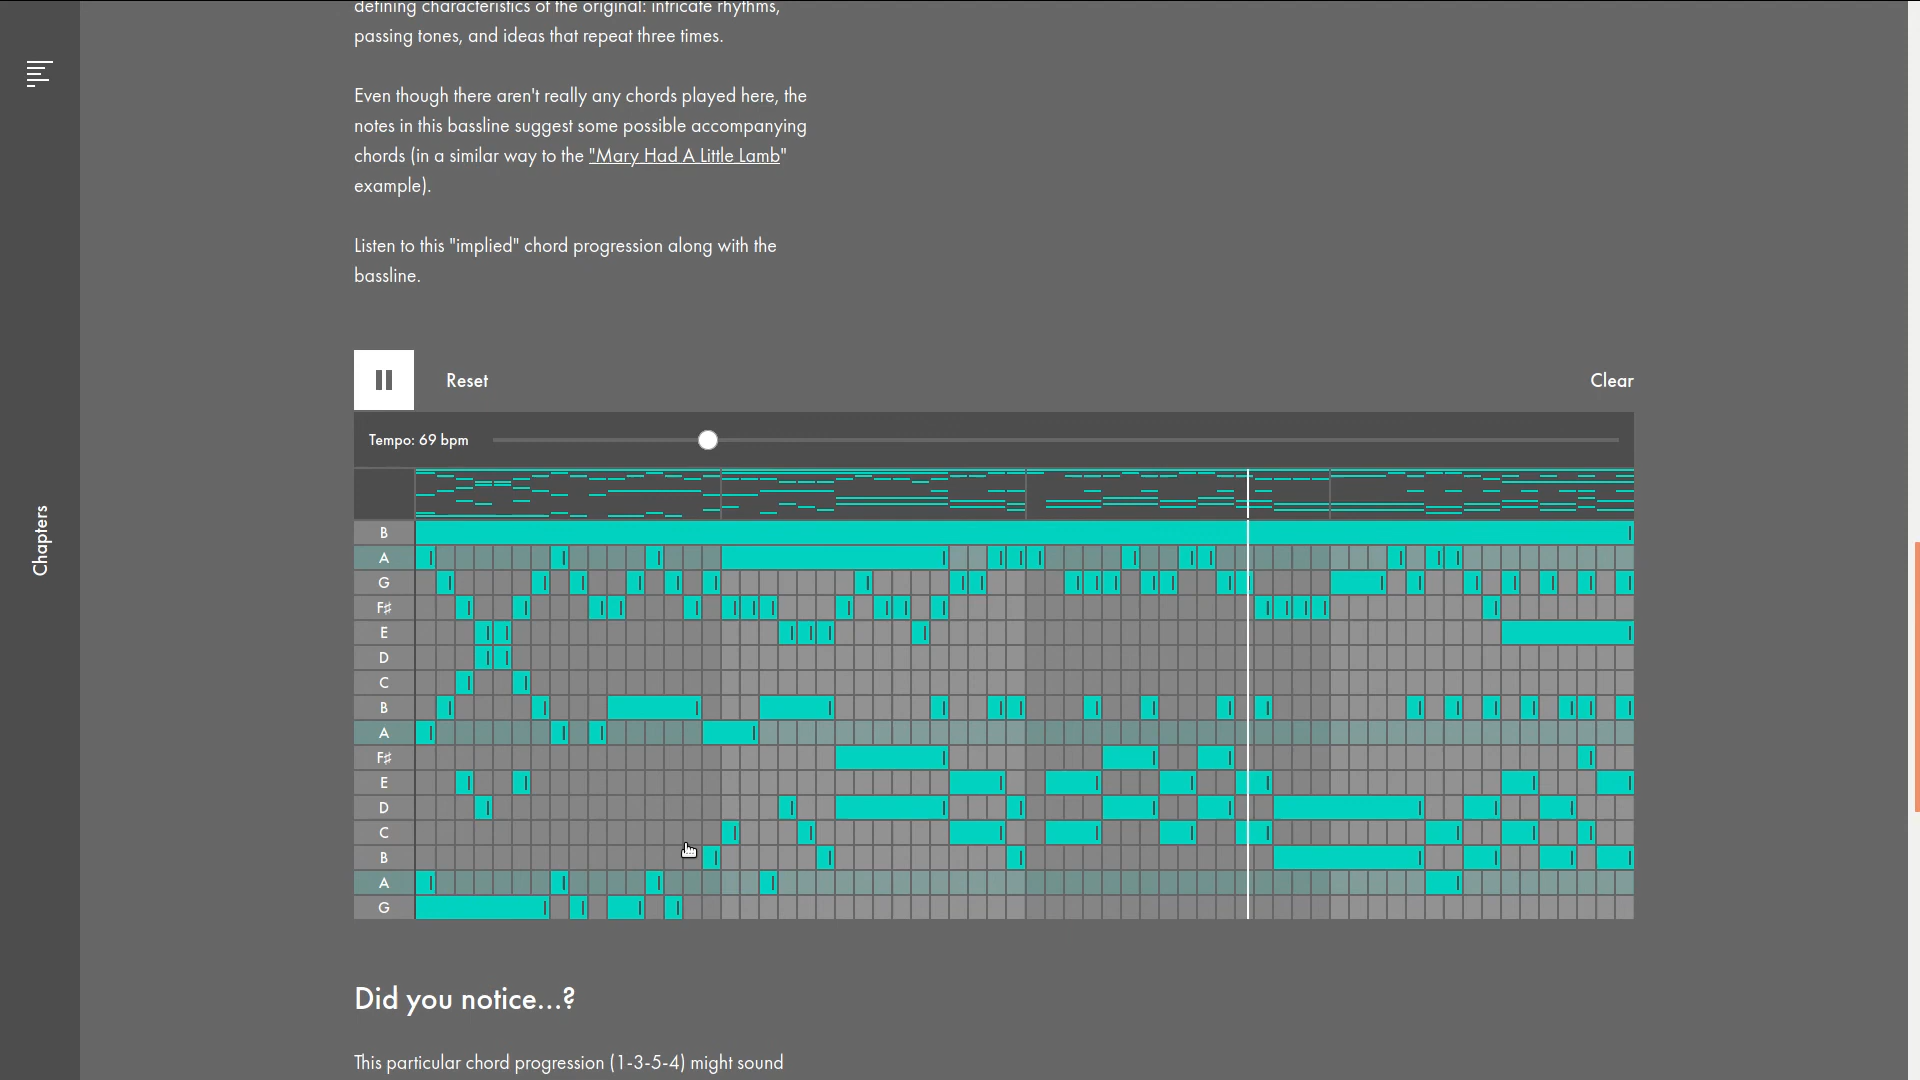 defining characteristics of the original: intricate rhythms,
passing tones, and ideas that repeat three times.
Even though there aren't really any chords played here, the
notes in this bassline suggest some possible accompanying
chords (in a similar way to the "Mary Had A Little Lamb"
example).
Listen to this "implied" chord progression along with the
bassline.
Reset
Clear
Tempo: 69 bpm
Chapters
B
A
G
F♯
E
D
C
B
A
F♯
E
D
C
B
A
G
Did you notice...?
This particular chord progression (1-3-5-4) might sound